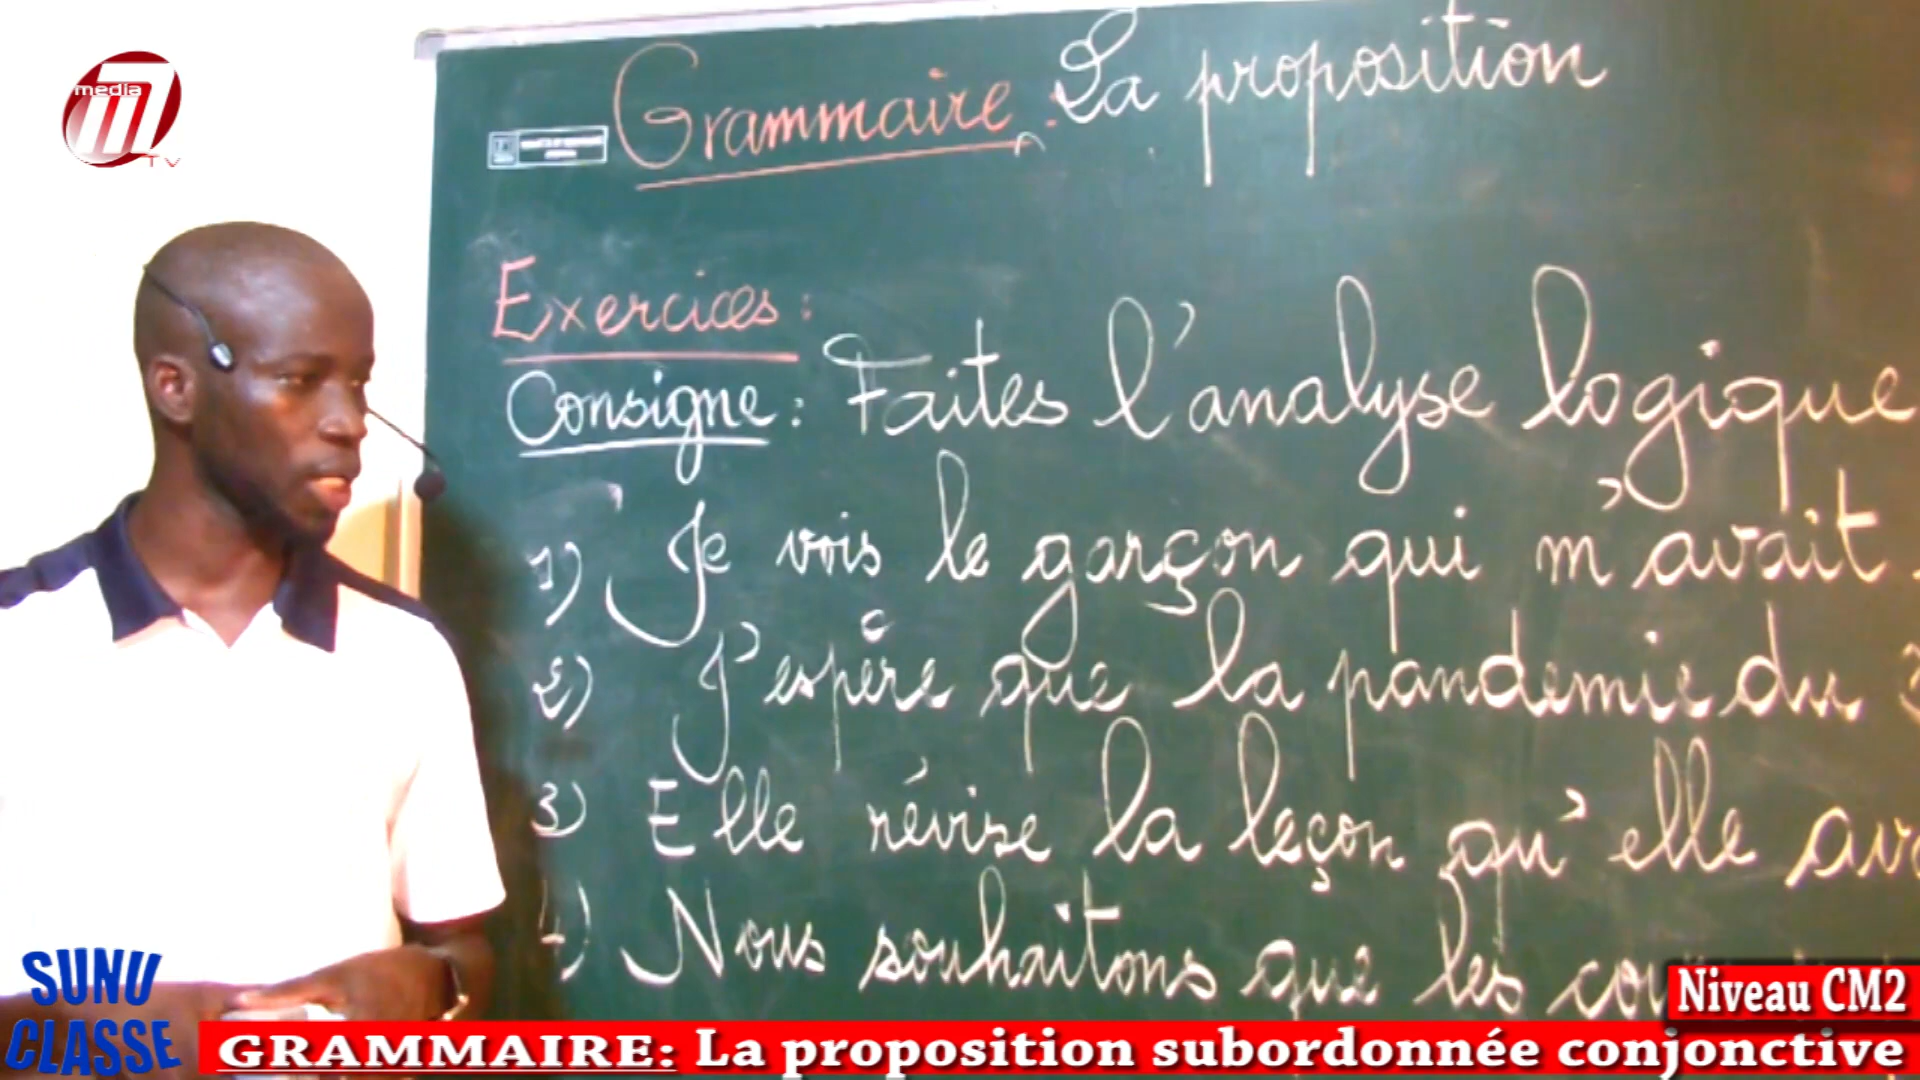 media
TV
Grammaire : La proposition
Exercices :
Consigne : Faites l'analyse logique
1) Je vois le garçon qui m'avait
2) J'espère que la pandemie du
3) Elle révise la leçon qu'elle
4) Nous souhaitons que les
Niveau CM2
SUNU
CLASSE
GRAMMAIRE: La proposition subordonnée conjonctive